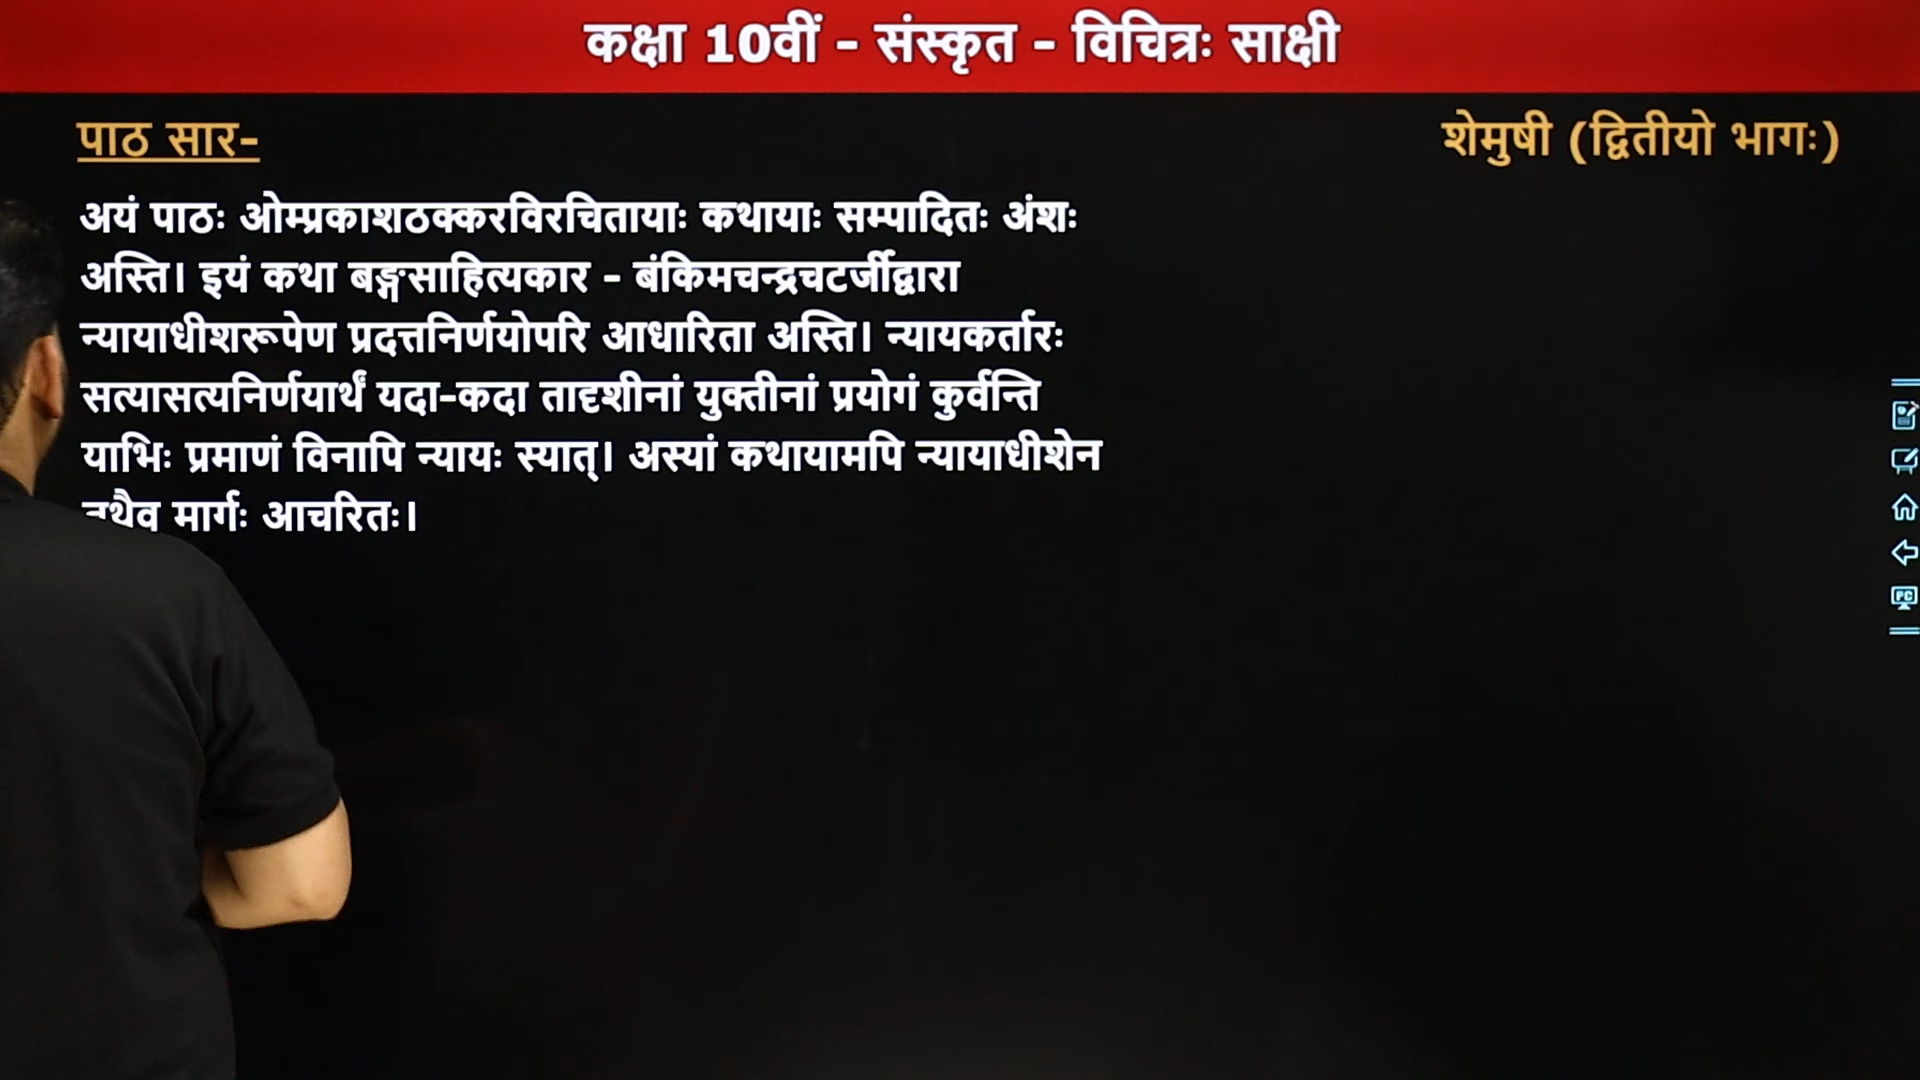 कक्षा 10वीं - संस्कृत - विचित्रः साक्षी
पाठ सार-
शेमुषी (द्वितीयो भागः)
अयं पाठः ओम्प्रकाशठक्करविरचितायाः कथायाः सम्पादितः अंशः
अस्ति। इयं कथा बङ्गसाहित्यकार - बंकिमचन्द्रचटर्जीद्वारा
न्यायाधीशरूपेण प्रदत्तनिर्णयोपरि आधारिता अस्ति। न्यायकर्तारः
सत्यासत्यनिर्णयार्थं यदा-कदा तादृशीनां युक्तीनां प्रयोगं कुर्वन्ति
याभिः प्रमाणं विनापि न्यायः स्यात्। अस्यां कथायामपि न्यायाधीशेन
तथैव मार्गः आचरितः।
PC